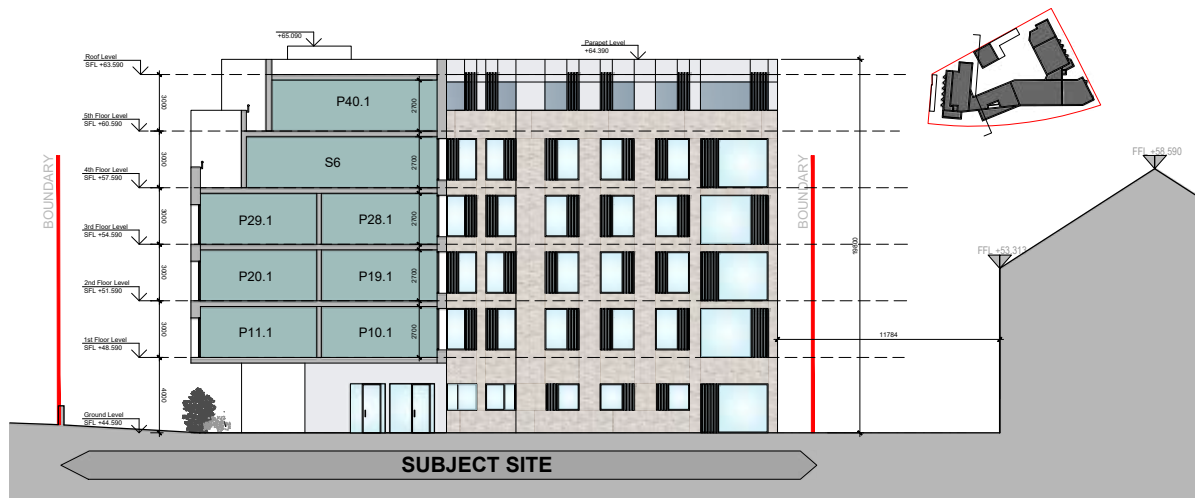 +65.090
Parapet Level
+64.390
Roof Level
SFL +63.590
P40.1
3000
2700
5th Floor Level
SFL +60.590
S6
3000
2700
FFL +58.590
4th Floor Level
SFL +57.590
BOUNDARY
BOUNDARY
P29.1
P28.1
3000
2700
3rd Floor Level
SFL +54.590
FFL +53.313
19800
P20.1
P19.1
3000
2700
2nd Floor Level
SFL +51.590
P11.1
P10.1
3000
2700
11784
1st Floor Level
SFL +48.590
4000
Ground Level
SFL +44.590
SUBJECT SITE